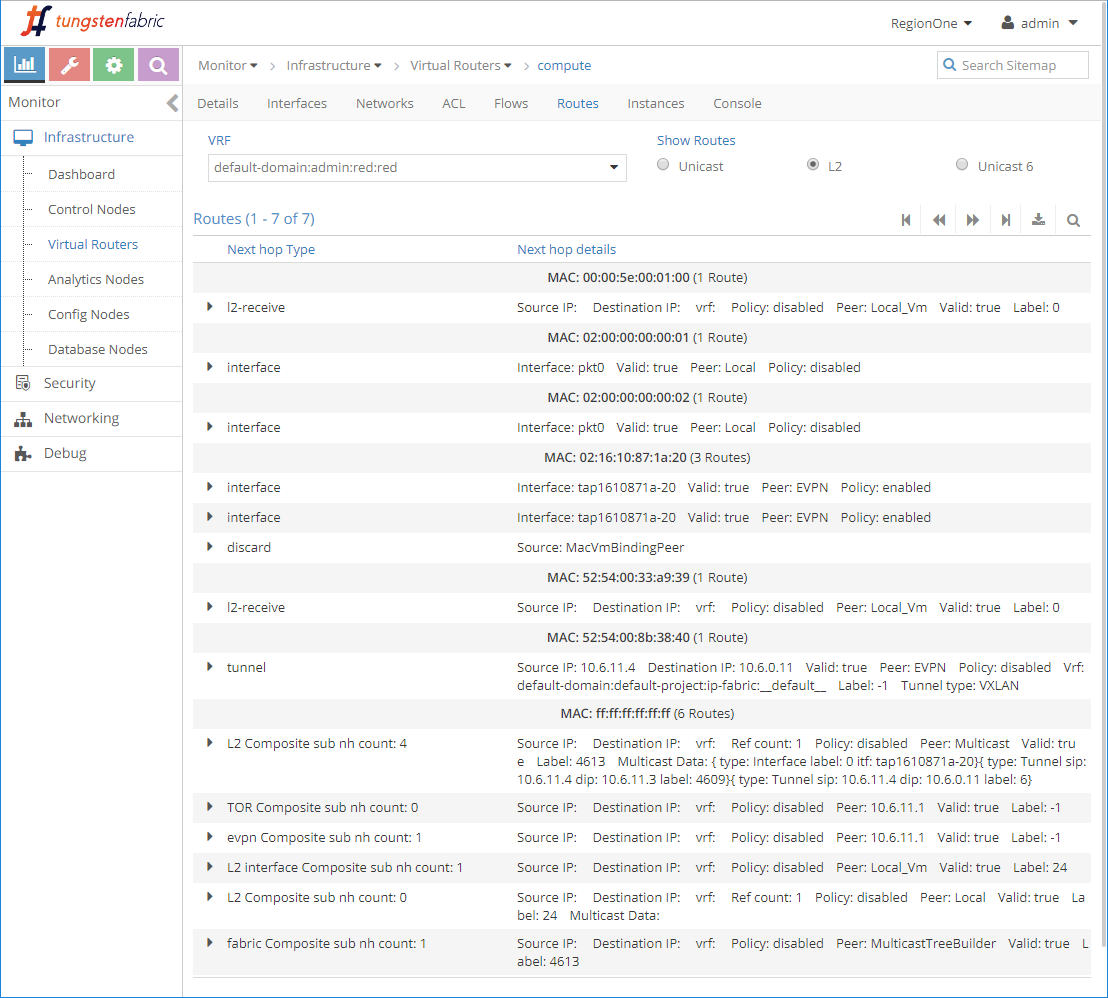 tungstenfabric
RegionOne
admin
Monitor
Infrastructure
Virtual Routers
compute
Search Sitemap
Monitor
Details
Interfaces
Networks
ACL
Flows
Routes
Instances
Console
Infrastructure
Dashboard
Control Nodes
Virtual Routers
Analytics Nodes
Config Nodes
Database Nodes
Security
Networking
Debug
VRF
Show Routes
default-domain:admin:red:red
Unicast
L2
Unicast 6
Routes (1 - 7 of 7)
Next hop Type Next hop details
MAC: 00:00:5e:00:01:00 (1 Route)
l2-receive Source IP: Destination IP: vrf: Policy: disabled Peer: Local_Vm Valid: true Label: 0
MAC: 02:00:00:00:00:01 (1 Route)
interface Interface: pkt0 Valid: true Peer: Local Policy: disabled
MAC: 02:00:00:00:00:02 (1 Route)
interface Interface: pkt0 Valid: true Peer: Local Policy: disabled
MAC: 02:16:10:87:1a:20 (3 Routes)
interface Interface: tap1610871a-20 Valid: true Peer: EVPN Policy: enabled
interface Interface: tap1610871a-20 Valid: true Peer: EVPN Policy: enabled
discard Source: MacVmBindingPeer
MAC: 52:54:00:33:a9:39 (1 Route)
l2-receive Source IP: Destination IP: vrf: Policy: disabled Peer: Local_Vm Valid: true Label: 0
MAC: 52:54:00:8b:38:40 (1 Route)
tunnel Source IP: 10.6.11.4 Destination IP: 10.6.0.11 Valid: true Peer: EVPN Policy: disabled Vrf:
default-domain:default-project:ip-fabric:__default__ Label: -1 Tunnel type: VXLAN
MAC: ff:ff:ff:ff:ff:ff (6 Routes)
L2 Composite sub nh count: 4 Source IP: Destination IP: vrf: Ref count: 1 Policy: disabled Peer: Multicast Valid: tru
e Label: 4613 Multicast Data: { type: Interface label: 0 itf: tap1610871a-20}{ type: Tunnel sip:
10.6.11.4 dip: 10.6.11.3 label: 4609}{ type: Tunnel sip: 10.6.11.4 dip: 10.6.0.11 label: 6}
TOR Composite sub nh count: 0 Source IP: Destination IP: vrf: Policy: disabled Peer: 10.6.11.1 Valid: true Label: -1
evpn Composite sub nh count: 1 Source IP: Destination IP: vrf: Policy: disabled Peer: 10.6.11.1 Valid: true Label: -1
L2 interface Composite sub nh count: 1 Source IP: Destination IP: vrf: Policy: disabled Peer: Local_Vm Valid: true Label: 24
L2 Composite sub nh count: 0 Source IP: Destination IP: vrf: Ref count: 1 Policy: disabled Peer: Local Valid: true La
bel: 24 Multicast Data:
fabric Composite sub nh count: 1 Source IP: Destination IP: vrf: Policy: disabled Peer: MulticastTreeBuilder Valid: true L
abel: 4613